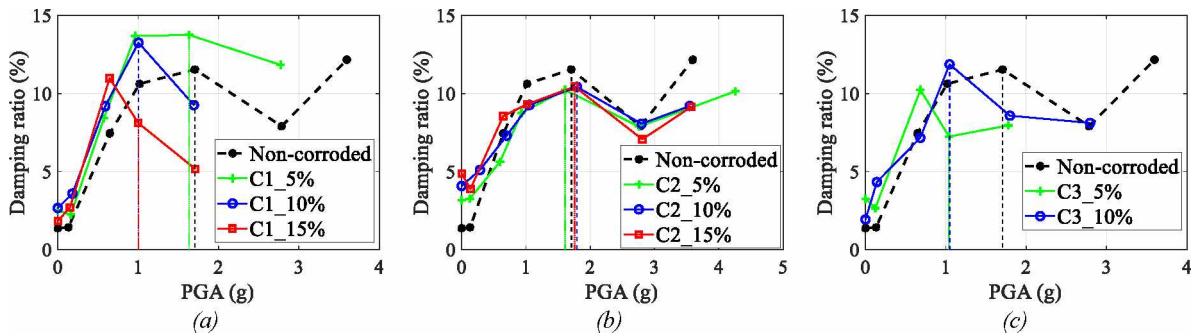 15
10
5
0
Damping ratio (%)
Non-corroded
C1_5%
C1_10%
C1_15%
0 1 2 3 4
PGA (g)
(a)
15
10
5
0
Damping ratio (%)
Non-corroded
C2_5%
C2_10%
C2_15%
0 1 2 3 4 5
PGA (g)
(b)
15
10
5
0
Damping ratio (%)
Non-corroded
C3_5%
C3_10%
0 1 2 3 4
PGA (g)
(c)